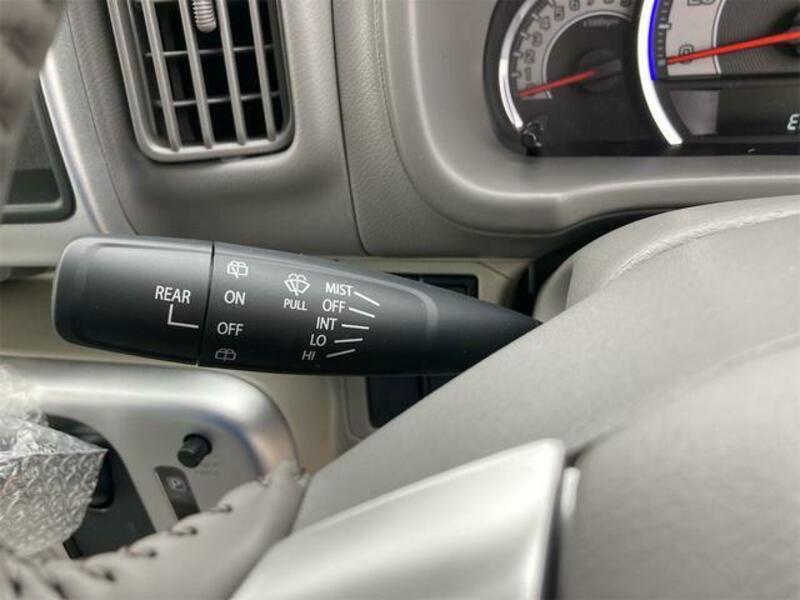 REAR
ON
OFF
PULL
MIST
OFF
INT
LO
HI
P